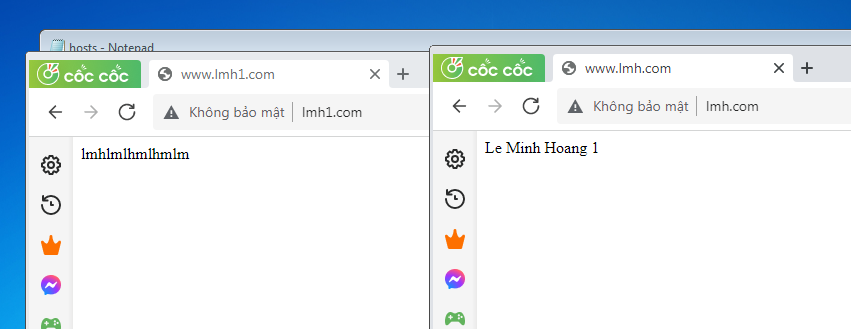 hosts - Notepad
cốc cốc
www.lmh1.com
Không bảo mật
lmh1.com
lmhlmlhmlhmlm
cốc cốc
www.lmh.com
Không bảo mật
lmh.com
Le Minh Hoang 1